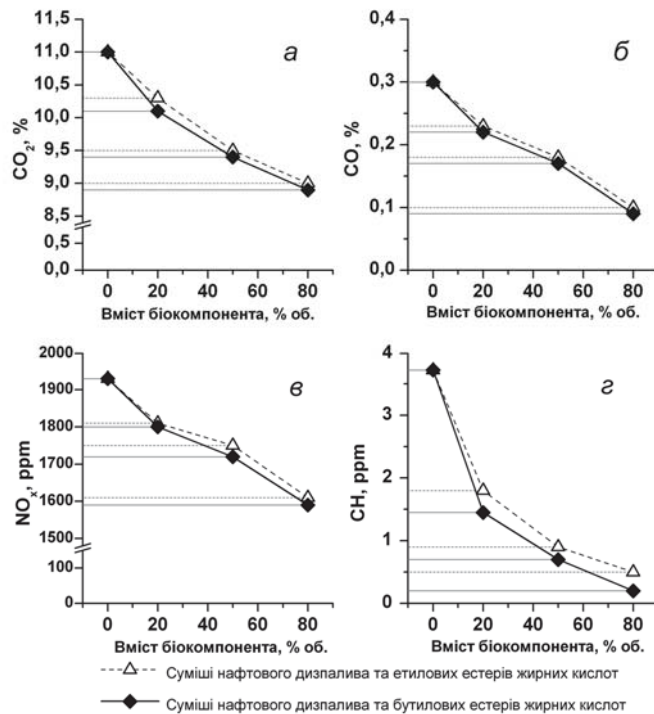 а
11,5
11,0
10,5
10,0
9,5
9,0
8,5
0,5
0,0
CO2, %
0 20 40 60 80
Вміст біокомпонента, % об.
б
0,4
0,3
0,2
0,1
0,0
CO, %
0 20 40 60 80
Вміст біокомпонента, % об.
в
2000
1900
1800
1700
1600
1500
100
0
NOx, ppm
0 20 40 60 80
Вміст біокомпонента, % об.
г
4
3
2
1
0
CH, ppm
0 20 40 60 80
Вміст біокомпонента, % об.
Суміші нафтового дизпалива та етилових естерів жирних кислот
Суміші нафтового дизпалива та бутилових естерів жирних кислот